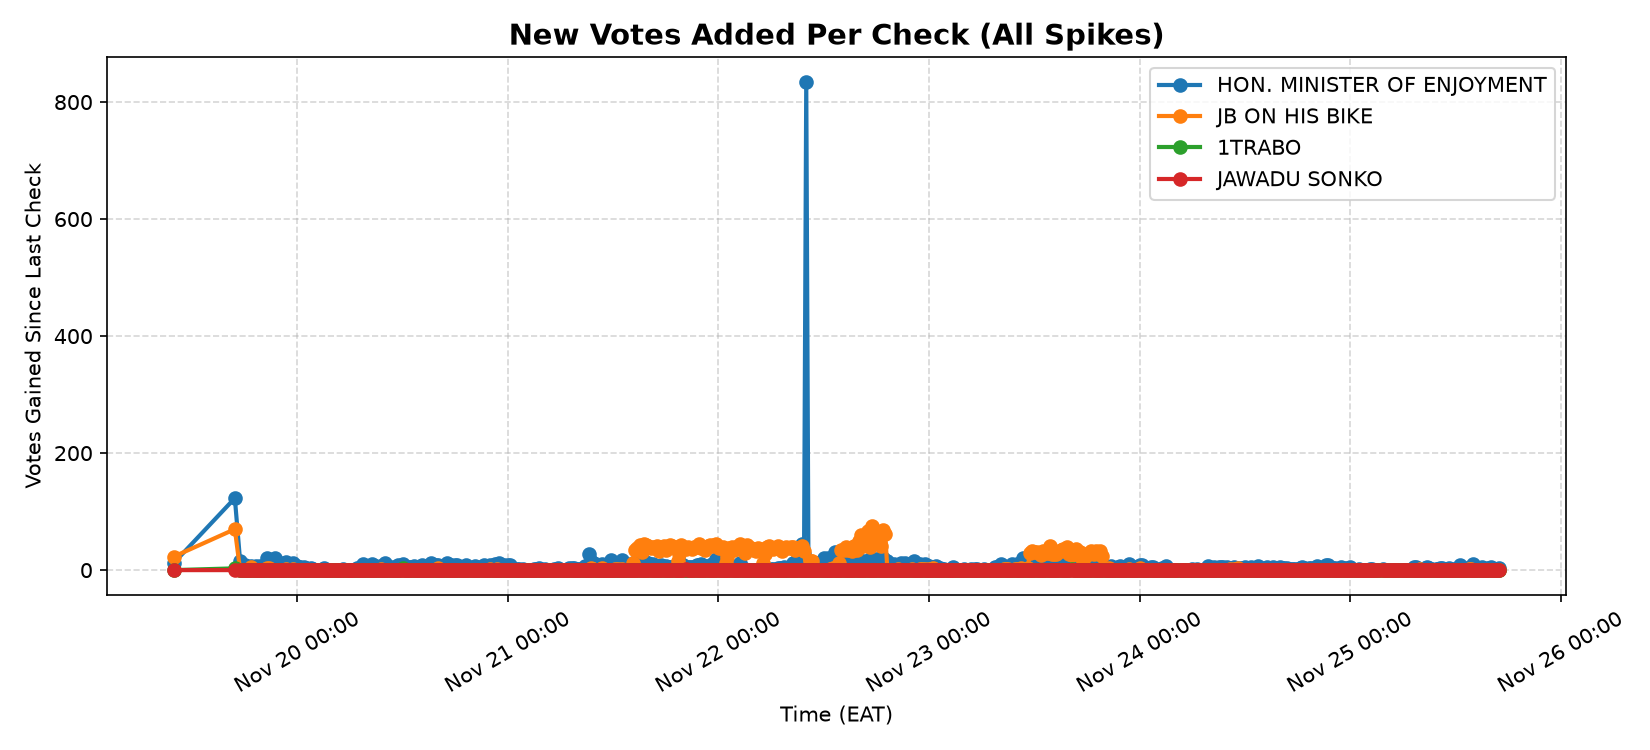 New Votes Added Per Check (All Spikes)
HON. MINISTER OF ENJOYMENT
JB ON HIS BIKE
1TRABO
JAWADU SONKO
Votes Gained Since Last Check
800
600
400
200
0
Nov 20 00:00
Nov 21 00:00
Nov 22 00:00
Nov 23 00:00
Nov 24 00:00
Nov 25 00:00
Nov 26 00:00
Time (EAT)